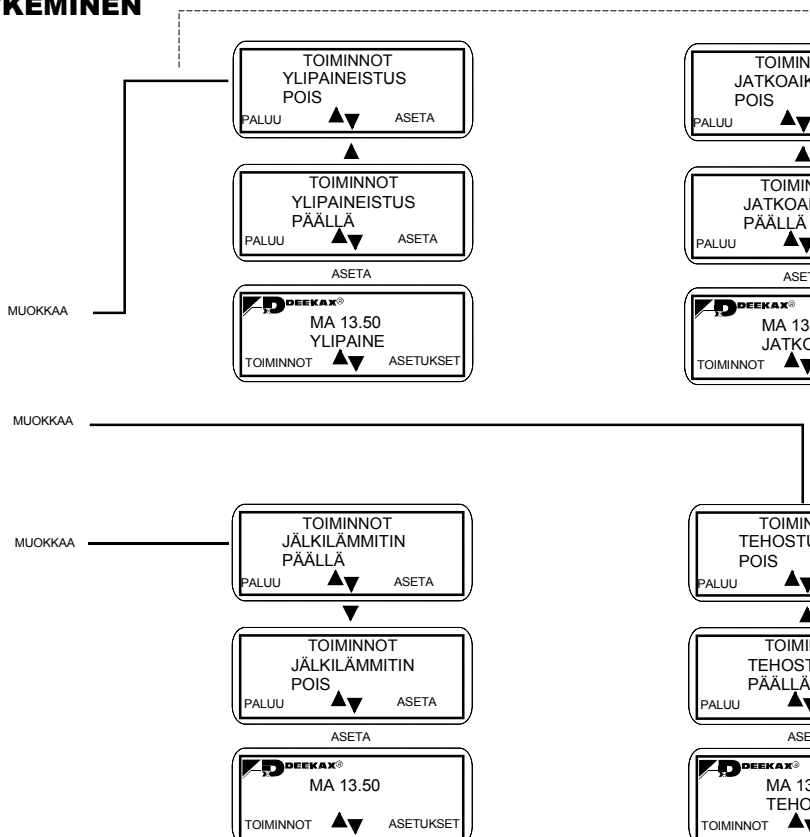 KEMINEN
MUOKKAA
TOIMINNOT
YLIPAINEISTUS
POIS
PALUU ASETA
TOIMINNOT
YLIPAINEISTUS
PÄÄLLÄ
PALUU ASETA
ASETA
DEEKAX®
MA 13.50
YLIPAINE
TOIMINNOT ASETUKSET
TOIMIN
JATKOAIK
POIS
PALUU
TOIMIN
JATKOAI
PÄÄLLÄ
PALUU
ASET
DEEKAX®
MA 13
JATKO
TOIMINNOT
MUOKKAA
MUOKKAA
TOIMINNOT
JÄLKILÄMMITIN
PÄÄLLÄ
PALUU ASETA
TOIMINNOT
JÄLKILÄMMITIN
POIS
PALUU ASETA
ASETA
DEEKAX®
MA 13.50
TOIMINNOT ASETUKSET
TOIMIN
TEHOSTU
POIS
PALUU
TOIMI
TEHOST
PÄÄLLÄ
PALUU
ASE
DEEKAX®
MA 13
TEHO
TOIMINNOT